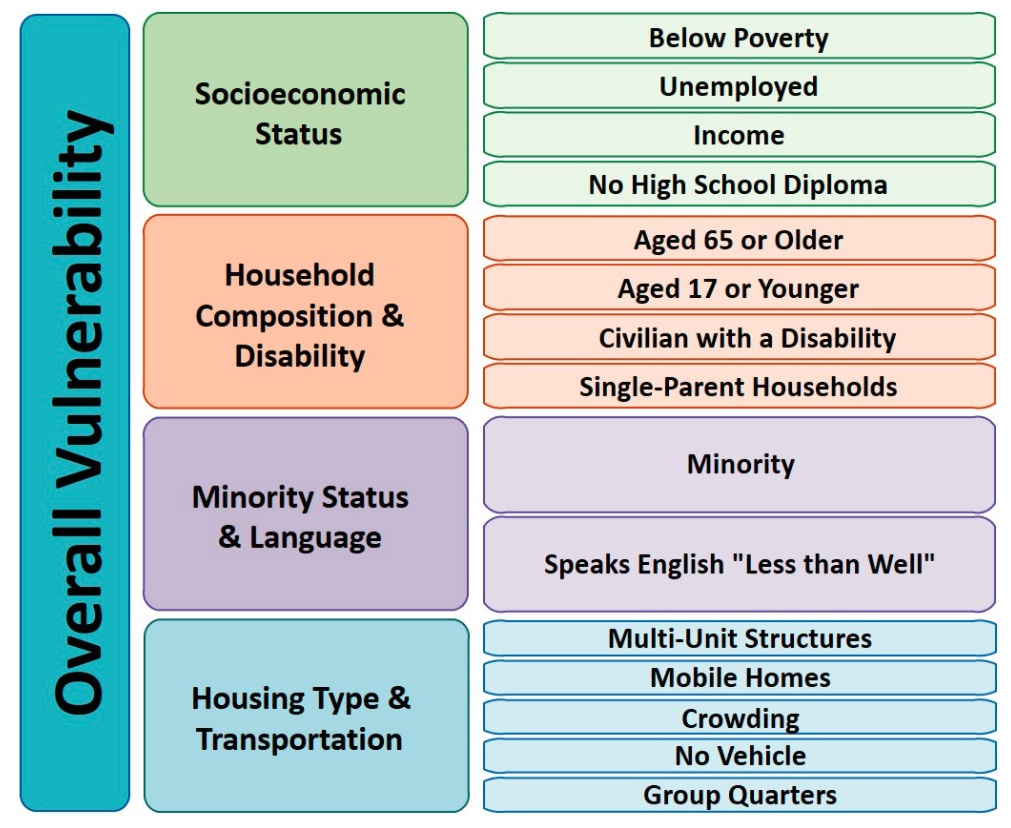 Overall Vulnerability
Socioeconomic
Status
Below Poverty
Unemployed
Income
No High School Diploma
Household
Composition &
Disability
Aged 65 or Older
Aged 17 or Younger
Civilian with a Disability
Single-Parent Households
Minority Status
& Language
Minority
Speaks English "Less than Well"
Housing Type &
Transportation
Multi-Unit Structures
Mobile Homes
Crowding
No Vehicle
Group Quarters